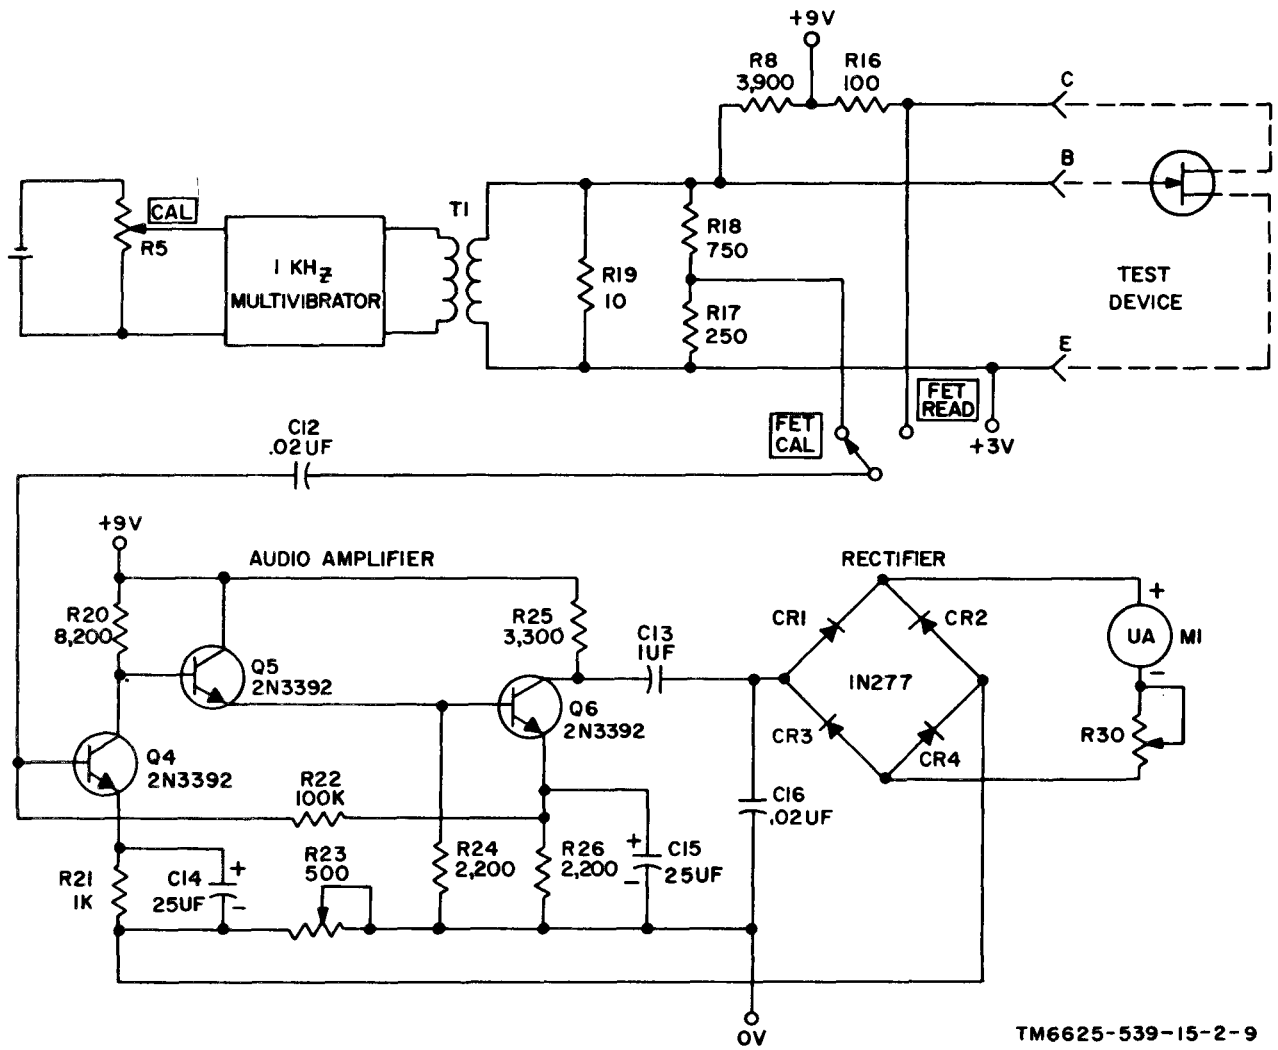 +9V
R8
3,900
R16
100
C
B
CAL
R5
T1
1 KHZ
MULTIVIBRATOR
R18
750
R19
10
R17
250
TEST
DEVICE
E
FET
READ
FET
CAL
+3V
C12
.02UF
+9V
AUDIO AMPLIFIER
RECTIFIER
R20
8,200
R25
3,300
C13
1UF
CR1
CR2
+
UA
M1
-
Q5
2N3392
1N277
Q6
2N3392
CR3
CR4
R30
Q4
2N3392
R22
100K
C16
.02UF
R21
1K
C14
25UF
+
-
R23
500
R24
2,200
R26
2,200
+
-
C15
25UF
0V
TM6625-539-15-2-9